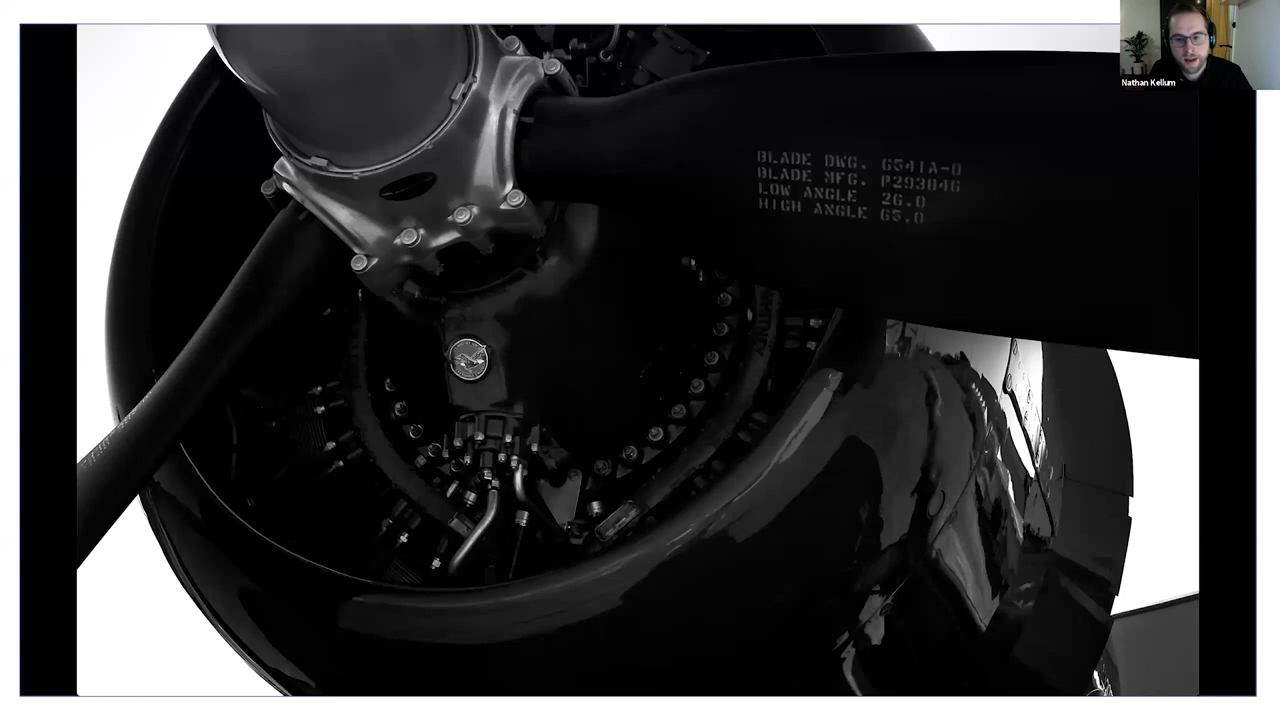 Nathan Kellum
BLADE DWG. 6541A-0
BLADE MFG. P293046
LOW ANGLE 26.0
HIGH ANGLE 65.0